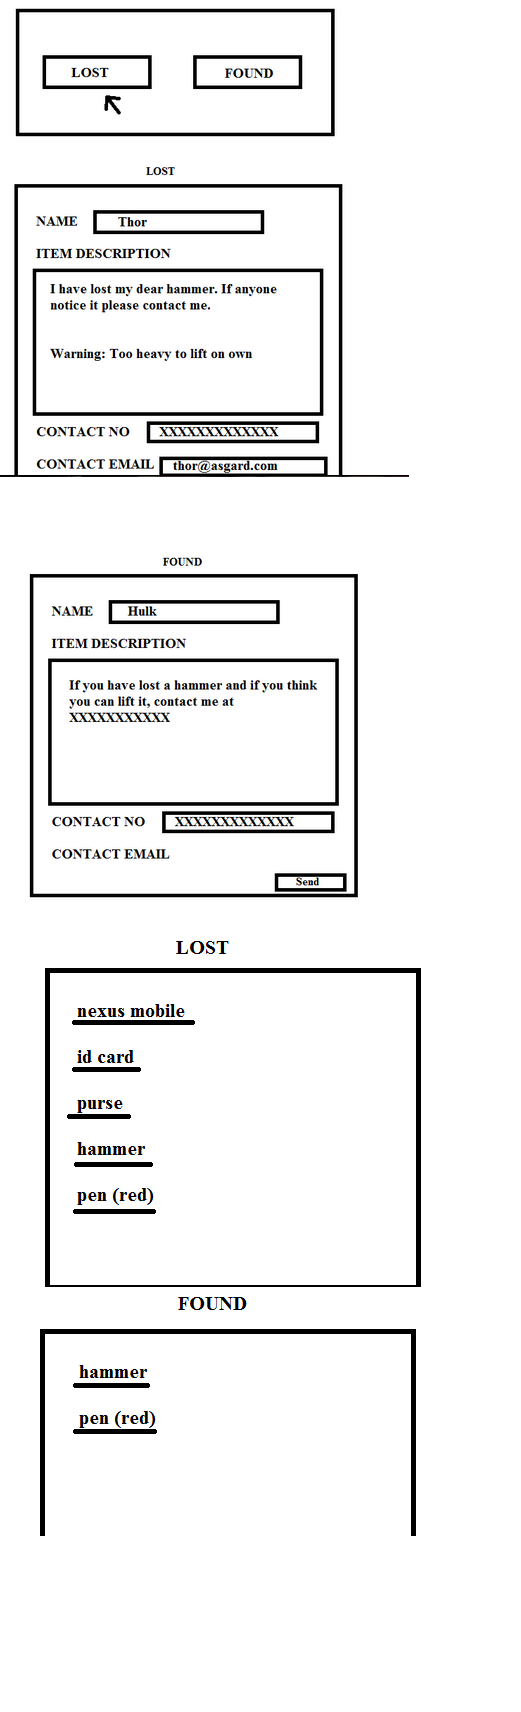 LOST FOUND
LOST
NAME Thor
ITEM DESCRIPTION
I have lost my dear hammer. If anyone
notice it please contact me.
Warning: Too heavy to lift on own
CONTACT NO XXXXXXXXXXXXX
CONTACT EMAIL thor@asgard.com
FOUND
NAME Hulk
ITEM DESCRIPTION
If you have lost a hammer and if you think
you can lift it, contact me at
XXXXXXXXXXX
CONTACT NO XXXXXXXXXXXXX
CONTACT EMAIL
Send
LOST
nexus mobile
id card
purse
hammer
pen (red)
FOUND
hammer
pen (red)